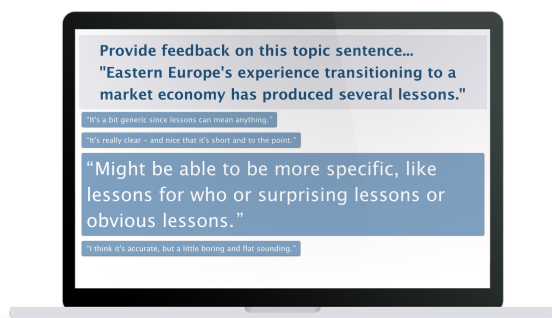 Provide feedback on this topic sentence...
"Eastern Europe's experience transitioning to a
market economy has produced several lessons."
"It's a bit generic since lessons can mean anything."
"It's really clear – and nice that it's short and to the point."
“Might be able to be more specific, like
lessons for who or surprising lessons or
obvious lessons.”
"I think it's accurate, but a little boring and flat sounding."